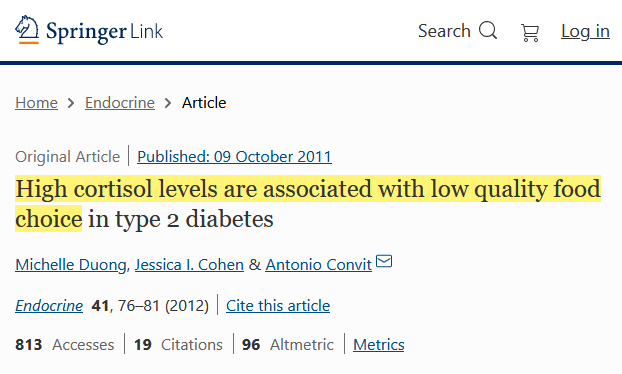 Springer Link
Search
Log in
Home > Endocrine > Article
Original Article | Published: 09 October 2011
High cortisol levels are associated with low quality food
choice in type 2 diabetes
Michelle Duong, Jessica I. Cohen & Antonio Convit
Endocrine 41, 76–81 (2012) | Cite this article
813 Accesses | 19 Citations | 96 Altmetric | Metrics